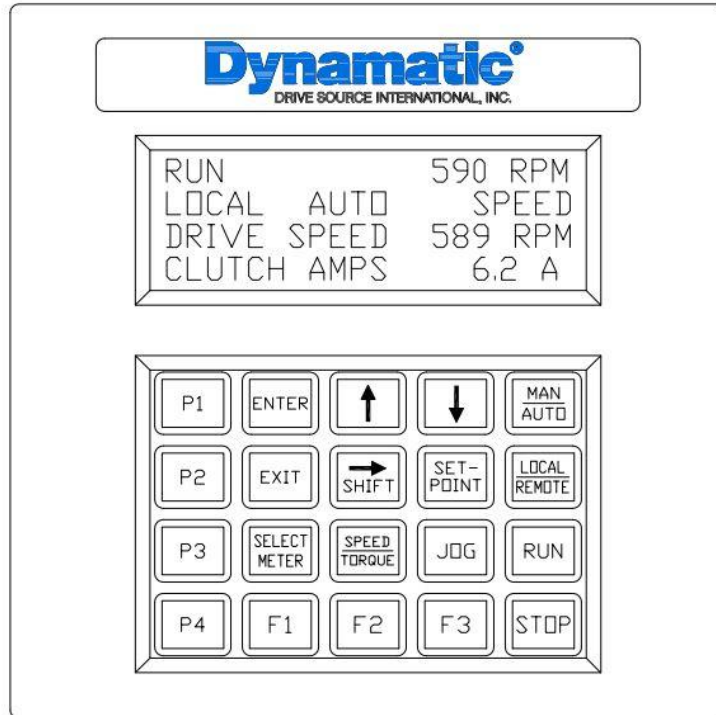 Dynamatic®
DRIVE SOURCE INTERNATIONAL, INC.
RUN 590 RPM
LOCAL AUTO SPEED
DRIVE SPEED 589 RPM
CLUTCH AMPS 6.2 A
P1
ENTER
MAN
AUTO
P2
EXIT
SHIFT
SET-
POINT
LOCAL
REMOTE
P3
SELECT
METER
SPEED
TORQUE
JOG
RUN
P4
F1
F2
F3
STOP